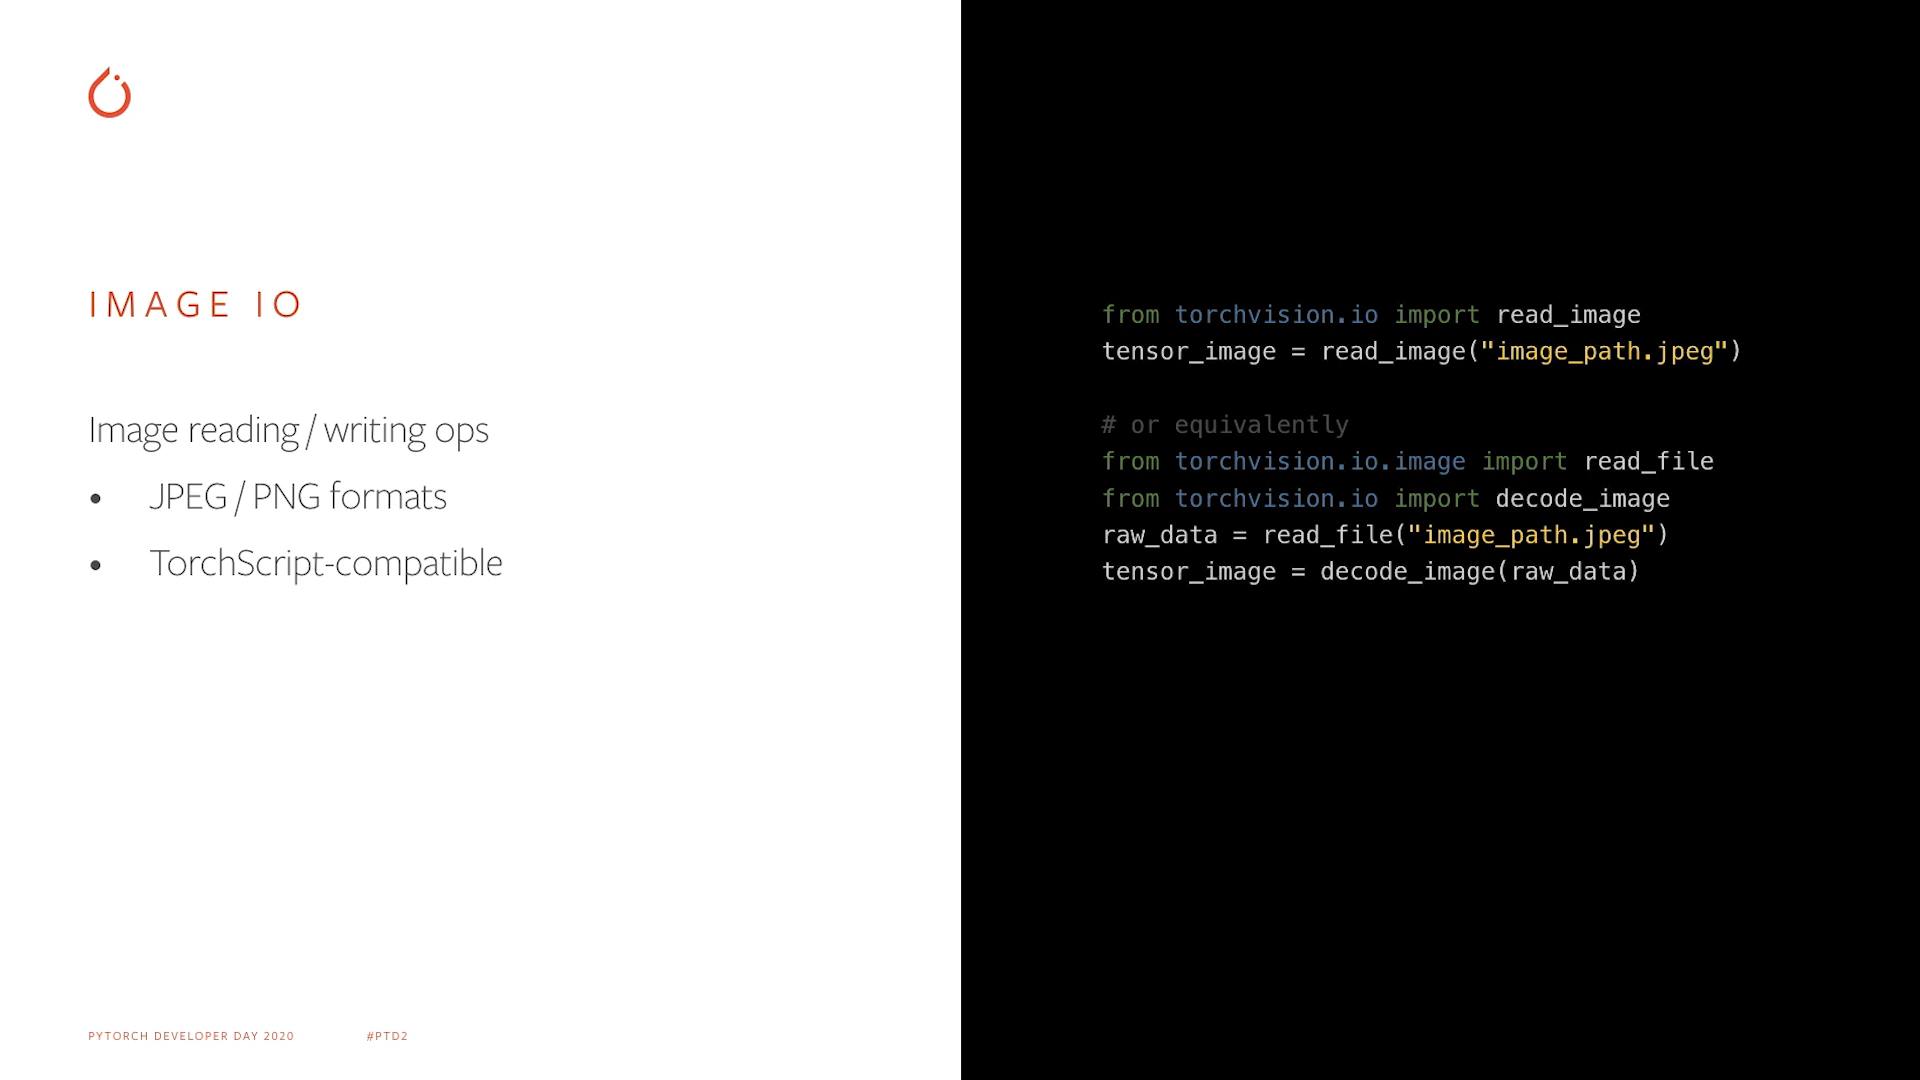 IMAGE IO
Image reading / writing ops
• JPEG / PNG formats
• TorchScript-compatible
from torchvision.io import read_image
tensor_image = read_image("image_path.jpeg")
# or equivalently
from torchvision.io.image import read_file
from torchvision.io import decode_image
raw_data = read_file("image_path.jpeg")
tensor_image = decode_image(raw_data)
PYTORCH DEVELOPER DAY 2020 #PTD2